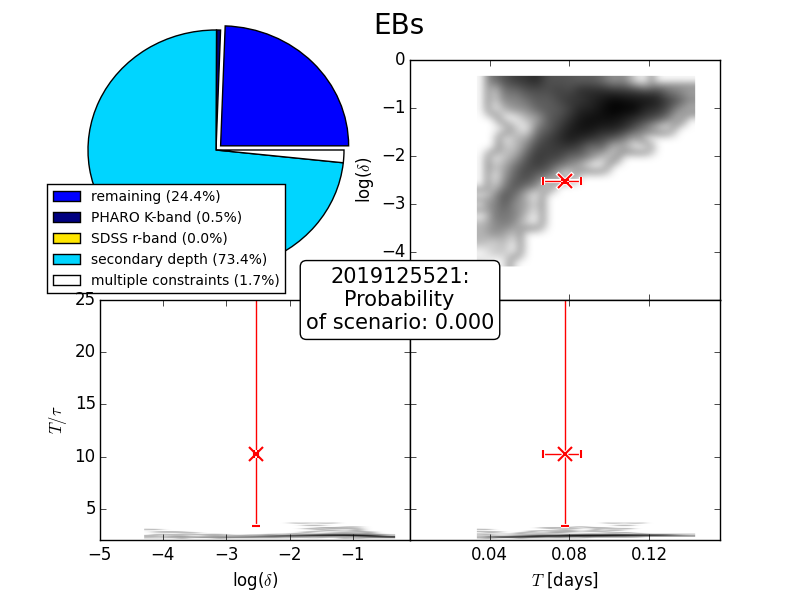 EBs
remaining (24.4%)
PHARO K-band (0.5%)
SDSS r-band (0.0%)
secondary depth (73.4%)
multiple constraints (1.7%)
0
−1
−2
−3
−4
log(δ)
2019125521:
Probability
of scenario: 0.000
25
20
15
10
5
T/τ
−5 −4 −3 −2 −1
log(δ)
0.04 0.08 0.12
T [days]